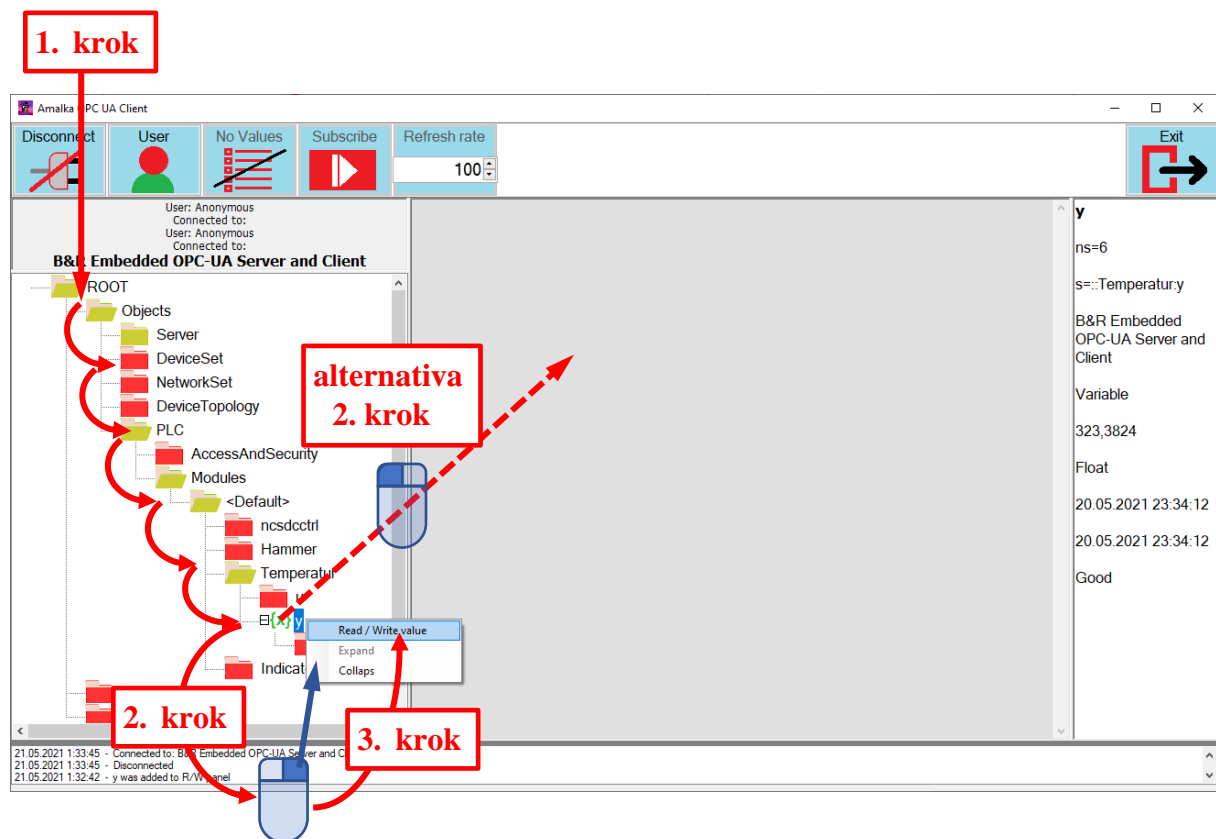 1. krok
Amalka OPC UA Client
Disconnect
User
No Values
Subscribe
Refresh rate
100
Exit
User: Anonymous
Connected to:
User: Anonymous
Connected to:
B&R Embedded OPC-UA Server and Client
ROOT
Objects
Server
DeviceSet
NetworkSet
DeviceTopology
PLC
AccessAndSecurity
Modules
<Default>
ncsdcctrl
Hammer
Temperatur
u
{x} y
Indicat
Read / Write value
Expand
Collaps
alternativa
2. krok
2. krok
3. krok
y
ns=6
s=::Temperatur:y
B&R Embedded
OPC-UA Server and
Client
Variable
323,3824
Float
20.05.2021 23:34:12
20.05.2021 23:34:12
Good
21.05.2021 1:33:45 - Connected to: B&R Embedded OPC-UA Server and C
21.05.2021 1:33:45 - Disconnected
21.05.2021 1:32:42 - y was added to R/W panel